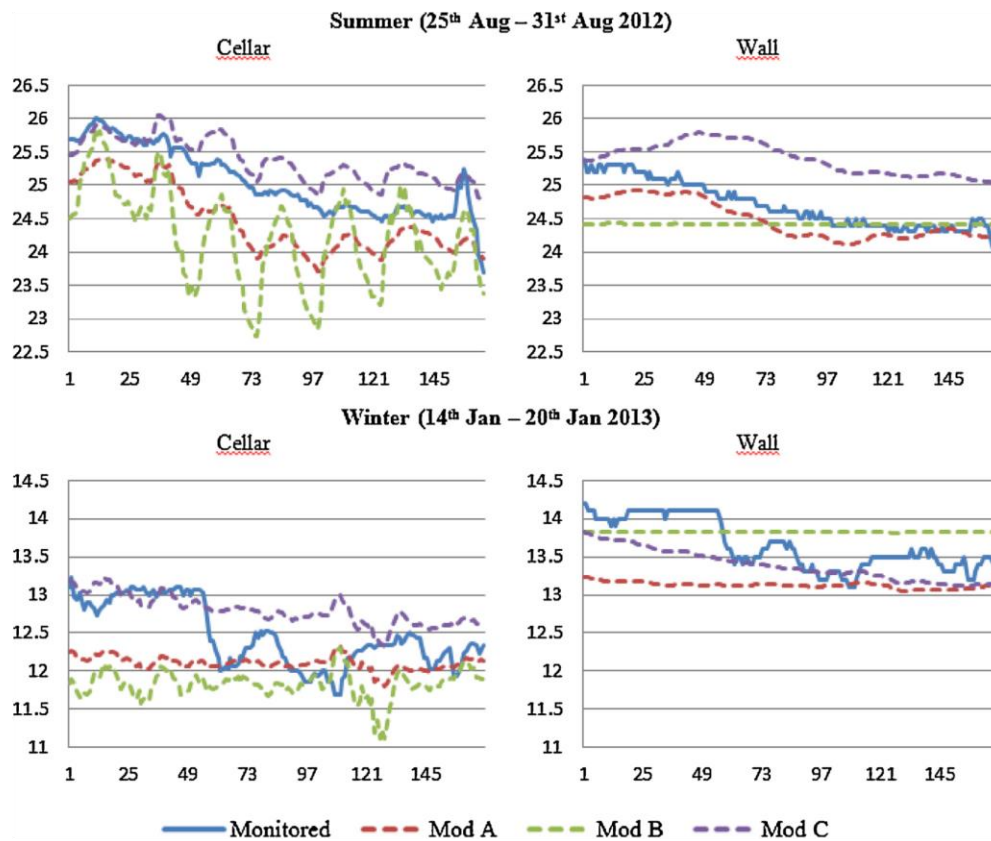 Summer (25th Aug – 31st Aug 2012)
Cellar Wall
26.5 26.5
26 26
25.5 25.5
25 25
24.5 24.5
24 24
23.5 23.5
23 23
22.5 22.5
1 25 49 73 97 121 145 1 25 49 73 97 121 145
Winter (14th Jan – 20th Jan 2013)
Cellar Wall
14.5 14.5
14 14
13.5 13.5
13 13
12.5 12.5
12 12
11.5 11.5
11 11
1 25 49 73 97 121 145 1 25 49 73 97 121 145
Monitored Mod A Mod B Mod C